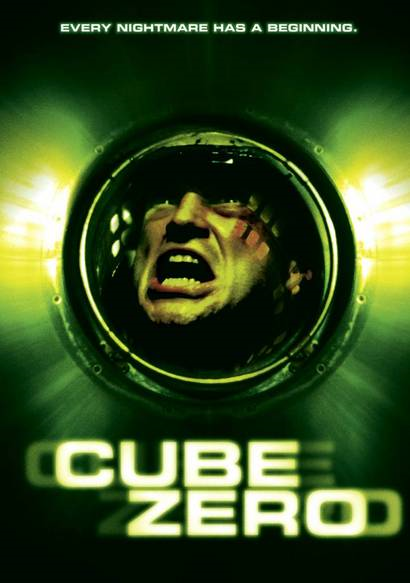 EVERY NIGHTMARE HAS A BEGINNING.
CUBE
ZERO